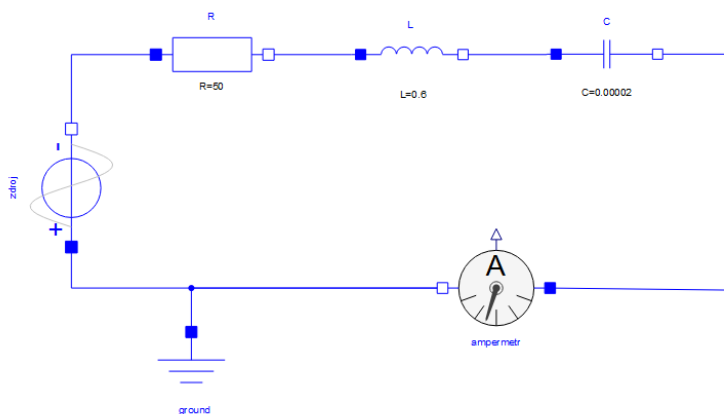 R
L
C
R=50
L=0.6
C=0.00002
-
zdroj
+
A
ampermetr
ground